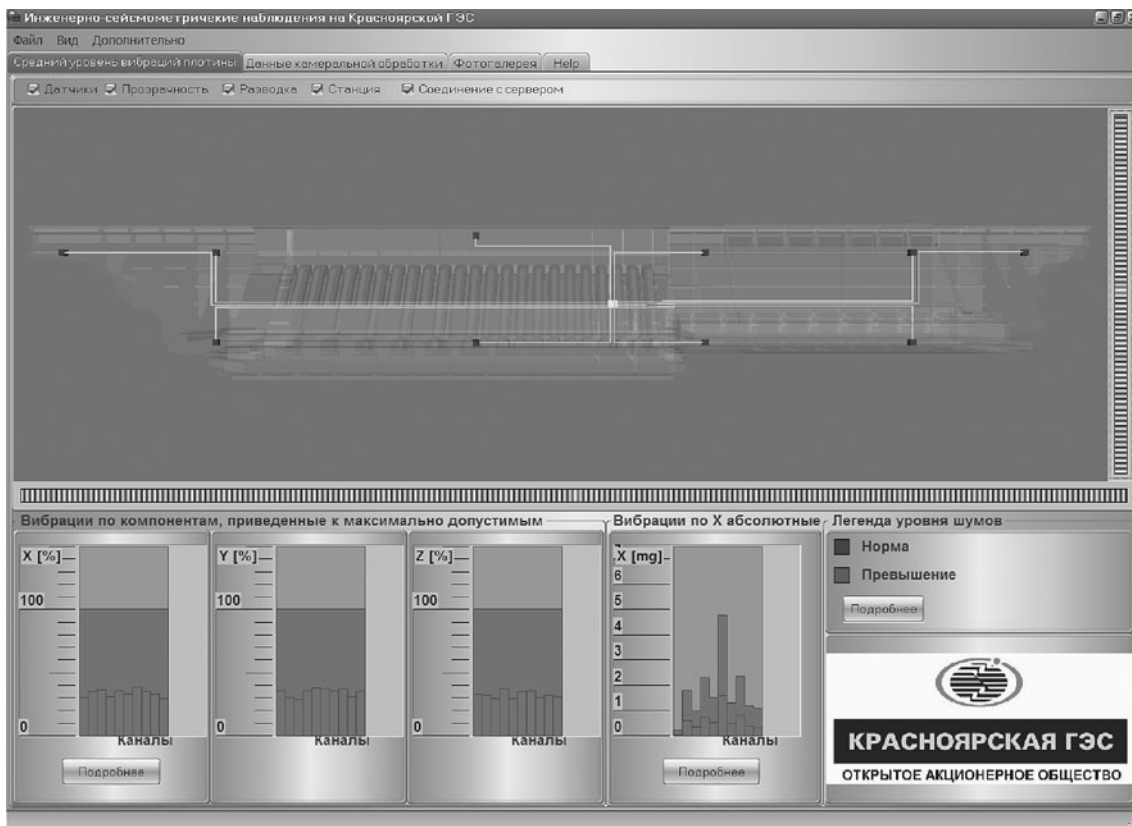 Инженерно-сейсмометричекие наблюдения на Красноярской ГЭС
Файл Вид Дополнительно
Средний уровень вибраций плотины Данные камеральной обработки Фотогалерея Help
Датчики Прозрачность Разводка Станция Соединение с сервером
Вибрации по компонентам, приведенные к максимально допустимым
Вибрации по X абсолютные
Легенда уровня шумов
X [%]
100
0
Каналы
Подробнее
Y [%]
100
0
Каналы
Z [%]
100
0
Каналы
X [mg]
6
5
4
3
2
1
0
Каналы
Подробнее
Норма
Превышение
Подробнее
КРАСНОЯРСКАЯ ГЭС
ОТКРЫТОЕ АКЦИОНЕРНОЕ ОБЩЕСТВО